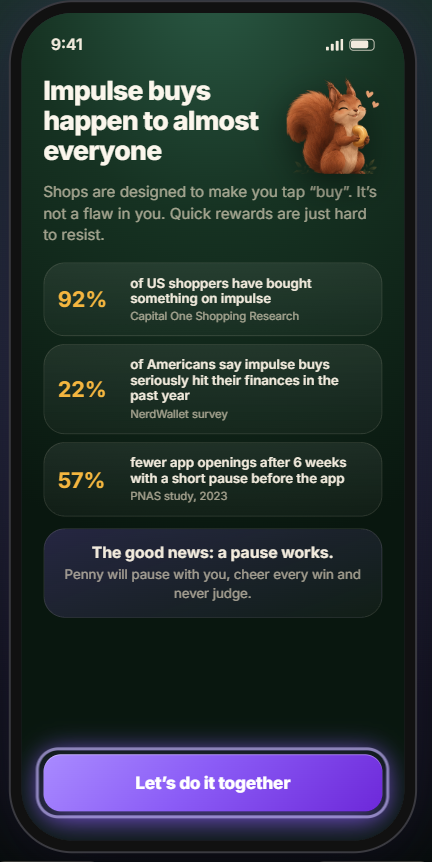 9:41
Impulse buys
happen to almost
everyone
Shops are designed to make you tap “buy”. It’s
not a flaw in you. Quick rewards are just hard
to resist.
92%
of US shoppers have bought
something on impulse
Capital One Shopping Research
22%
of Americans say impulse buys
seriously hit their finances in the
past year
NerdWallet survey
57%
fewer app openings after 6 weeks
with a short pause before the app
PNAS study, 2023
The good news: a pause works.
Penny will pause with you, cheer every win and
never judge.
Let’s do it together